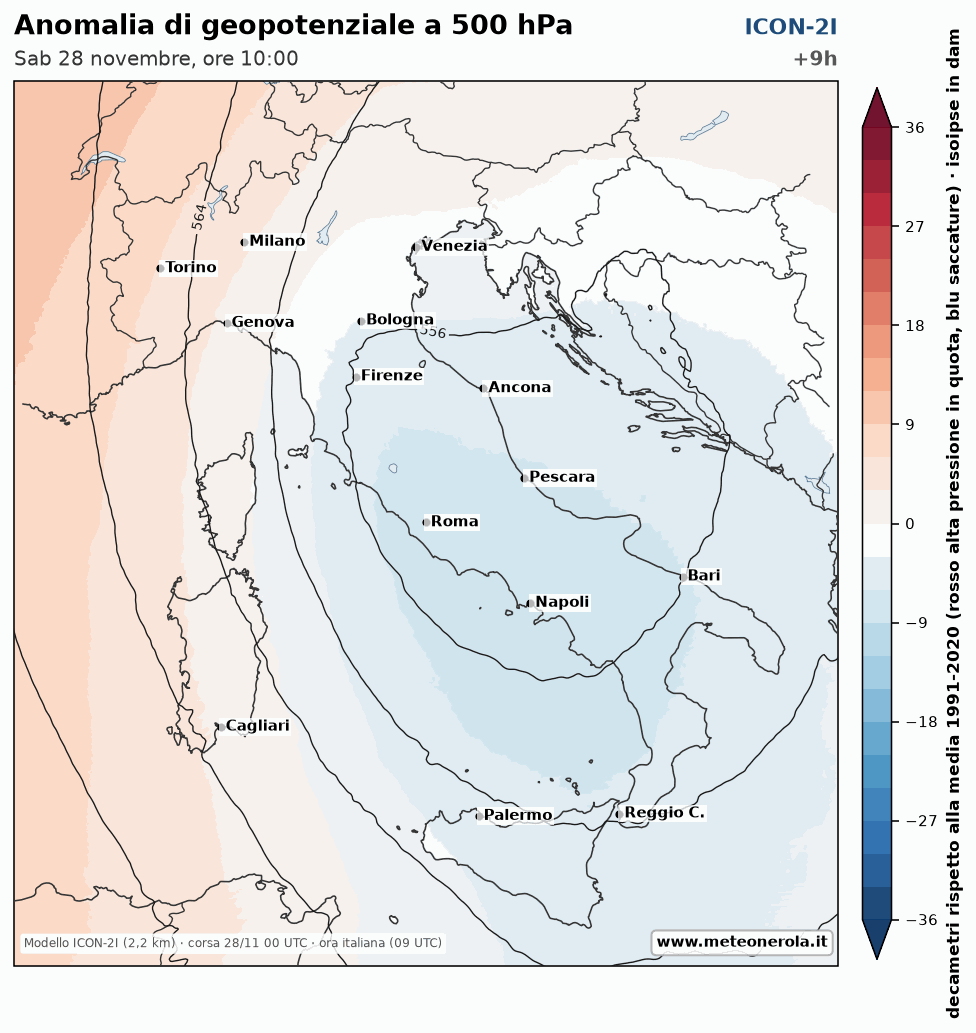 Anomalia di geopotenziale a 500 hPa
ICON-2I
Sab 28 novembre, ore 10:00
+9h
564
Milano
Venezia
Torino
Genova
Bologna
556
Firenze
Ancona
Pescara
Roma
Bari
Napoli
Cagliari
Palermo
Reggio C.
Modello ICON-2I (2,2 km) · corsa 28/11 00 UTC · ora italiana (09 UTC)
www.meteonerola.it
36
27
18
9
0
−9
−18
−27
−36
decametri rispetto alla media 1991-2020 (rosso alta pressione in quota, blu saccature) · isoipse in dam